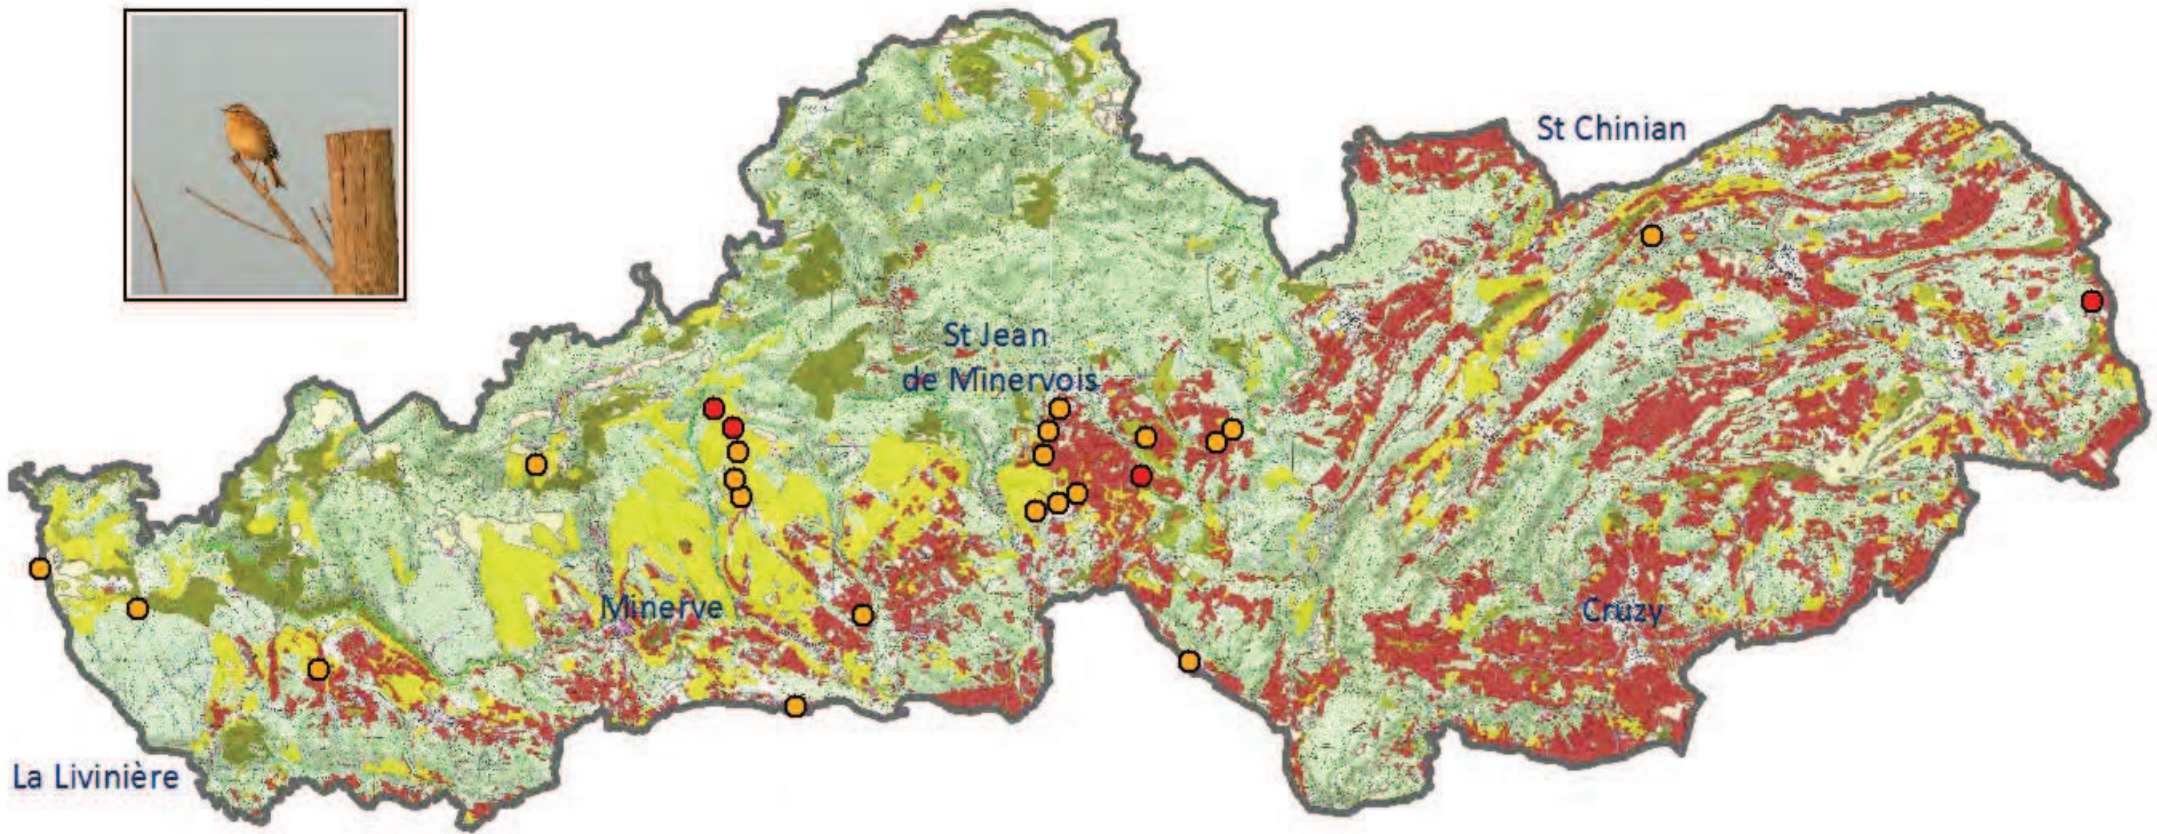 St Chinian
St Jean
de Minervois
Minerve
Cruzy
La Livinière